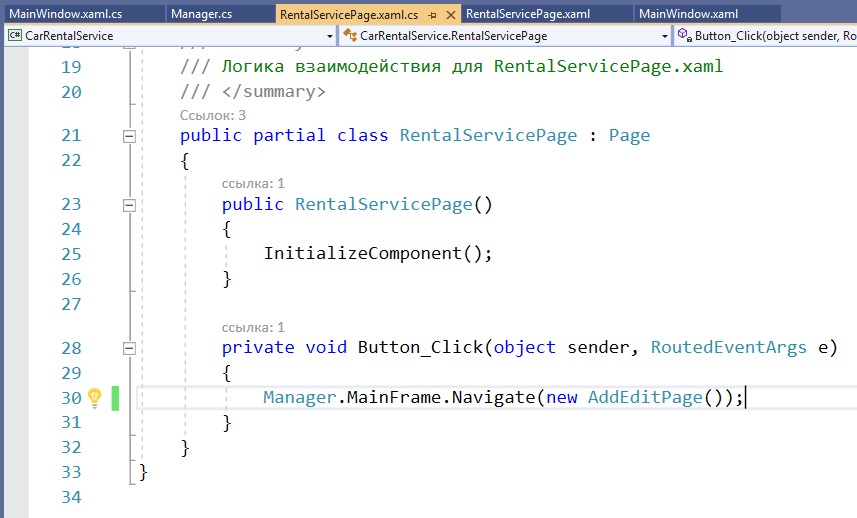 MainWindow.xaml.cs Manager.cs RentalServicePage.xaml.cs RentalServicePage.xaml MainWindow.xaml
C# CarRentalService CarRentalService.RentalServicePage Button_Click(object sender, Ro
19 /// Логика взаимодействия для RentalServicePage.xaml
20 /// </summary>
Ссылок: 3
21 public partial class RentalServicePage : Page
22 {
ссылка: 1
23 public RentalServicePage()
24 {
25 InitializeComponent();
26 }
27
ссылка: 1
28 private void Button_Click(object sender, RoutedEventArgs e)
29 {
30 Manager.MainFrame.Navigate(new AddEditPage());
31 }
32 }
33 }
34